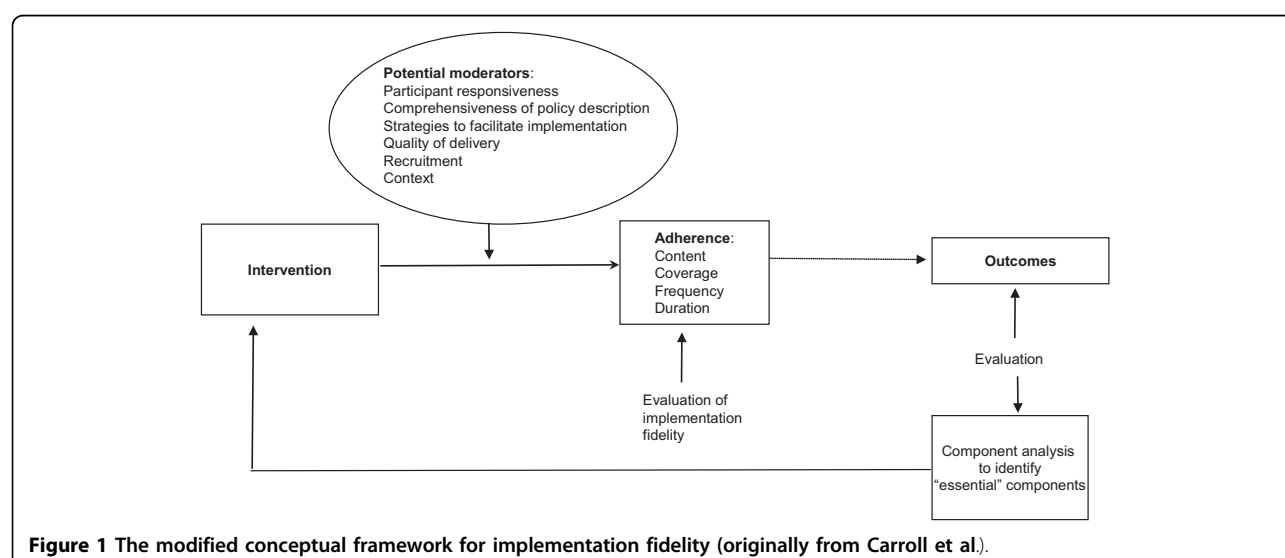 Potential moderators:
Participant responsiveness
Comprehensiveness of policy description
Strategies to facilitate implementation
Quality of delivery
Recruitment
Context
Intervention
Adherence:
Content
Coverage
Frequency
Duration
Outcomes
Evaluation of
implementation
fidelity
Evaluation
Component analysis
to identify
"essential" components
Figure 1 The modified conceptual framework for implementation fidelity (originally from Carroll et al.).